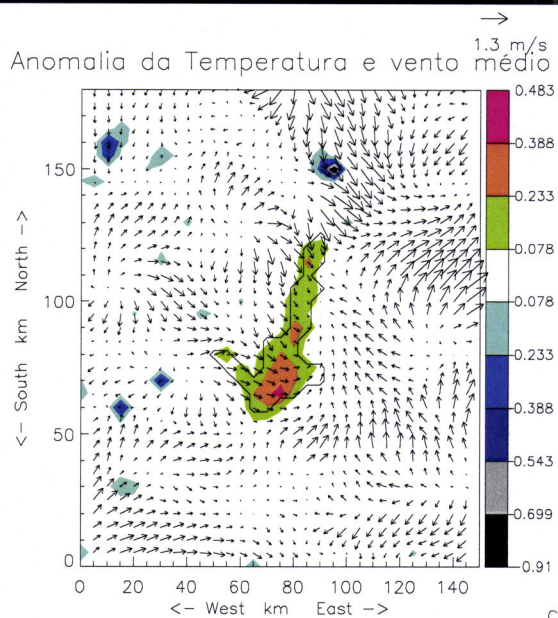 1.3 m/s
Anomalia da Temperatura e vento médio
0.483
0.388
0.233
0.078
-0.078
-0.233
-0.388
-0.543
-0.699
-0.91
150
100
50
0
<- South km North ->
0 20 40 60 80 100 120 140
<- West km East ->